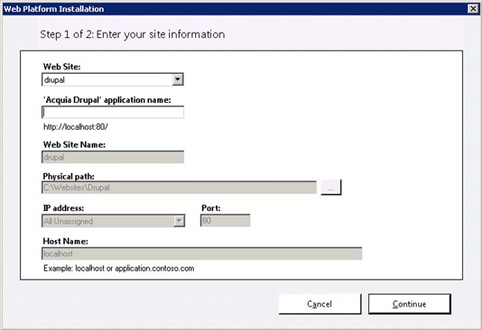 Web Platform Installation
Step 1 of 2: Enter your site information
Web Site:
drupal
'Acquia Drupal' application name:
http://localhost:80/
Web Site Name:
drupal
Physical path:
C:\Websites\Drupal
...
IP address: Port:
All Unassigned 80
Host Name:
localhost
Example: localhost or application.contoso.com
Cancel Continue